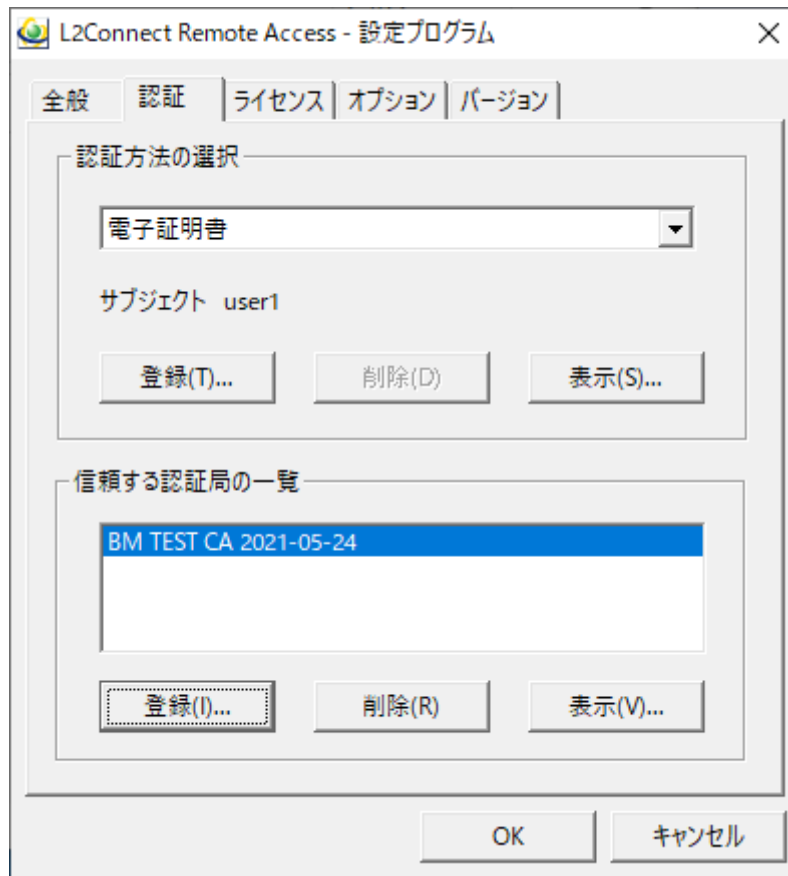 L2Connect Remote Access - 設定プログラム
全般 認証 ライセンス オプション バージョン
認証方法の選択
電子証明書
サブジェクト user1
登録(T)... 削除(D) 表示(S)...
信頼する認証局の一覧
BM TEST CA 2021-05-24
登録(I)... 削除(R) 表示(V)...
OK キャンセル